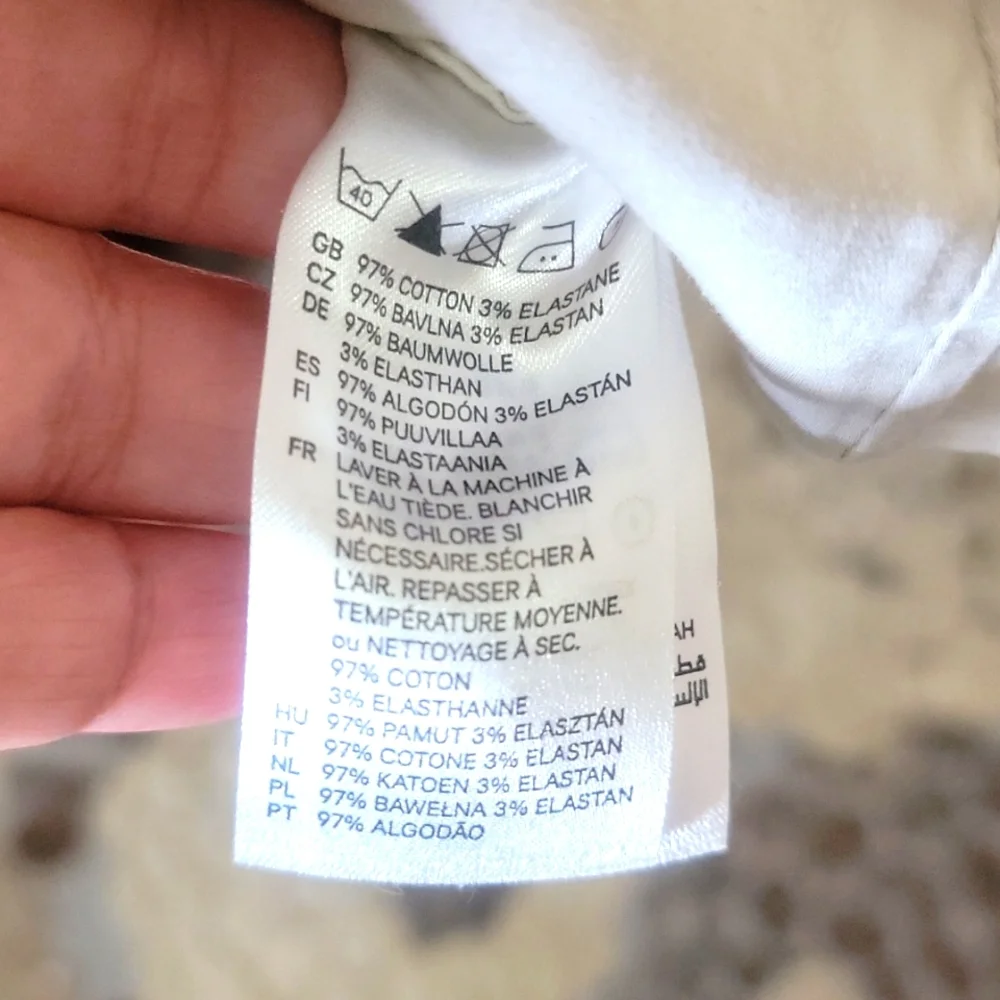 40
GB 97% COTTON 3% ELASTANE
CZ 97% BAVLNA 3% ELASTAN
DE 97% BAUMWOLLE
3% ELASTHAN
ES 97% ALGODÓN 3% ELASTÁN
FI 97% PUUVILLAA
3% ELASTAANIA
FR LAVER À LA MACHINE À
L'EAU TIÈDE. BLANCHIR
SANS CHLORE SI
NÉCESSAIRE.SÉCHER À
L'AIR. REPASSER À
TEMPÉRATURE MOYENNE.
ou NETTOYAGE À SEC.
97% COTON
3% ELASTHANNE
HU 97% PAMUT 3% ELASZTÁN
IT 97% COTONE 3% ELASTAN
NL 97% KATOEN 3% ELASTAN
PL 97% BAWEŁNA 3% ELASTAN
PT 97% ALGODÃO